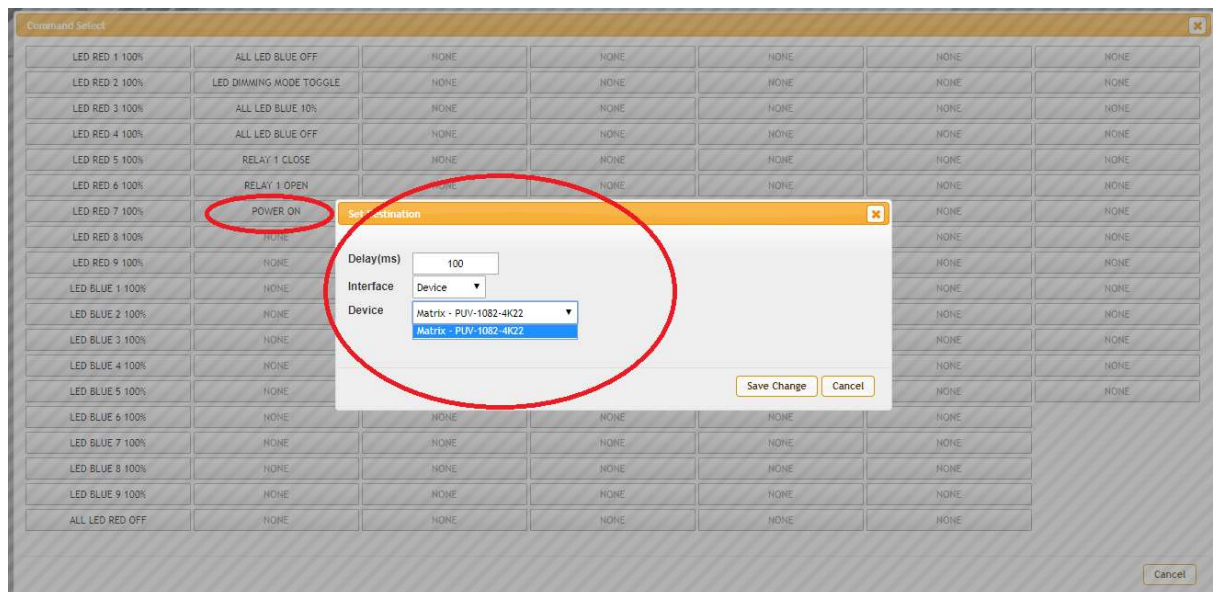 Command Select
LED RED 1 100% ALL LED BLUE OFF NONE NONE NONE NONE NONE
LED RED 2 100% LED DIMMING MODE TOGGLE NONE NONE NONE NONE NONE
LED RED 3 100% ALL LED BLUE 10% NONE NONE NONE NONE NONE
LED RED 4 100% ALL LED BLUE OFF NONE NONE NONE NONE NONE
LED RED 5 100% RELAY 1 CLOSE NONE NONE NONE NONE NONE
LED RED 6 100% RELAY 1 OPEN NONE NONE NONE NONE NONE
LED RED 7 100% POWER ON NONE NONE
LED RED 8 100% NONE NONE NONE
LED RED 9 100% NONE NONE NONE
LED BLUE 1 100% NONE NONE NONE
LED BLUE 2 100% NONE NONE NONE
LED BLUE 3 100% NONE NONE NONE
LED BLUE 4 100% NONE NONE NONE
LED BLUE 5 100% NONE NONE NONE
LED BLUE 6 100% NONE NONE NONE NONE NONE
LED BLUE 7 100% NONE NONE NONE NONE NONE
LED BLUE 8 100% NONE NONE NONE NONE NONE
LED BLUE 9 100% NONE NONE NONE NONE NONE
ALL LED RED OFF NONE NONE NONE NONE NONE
Set Destination
Delay(ms) 100
Interface Device
Device Matrix - PUV-1082-4K22
Matrix - PUV-1082-4K22
Save Change Cancel
Cancel